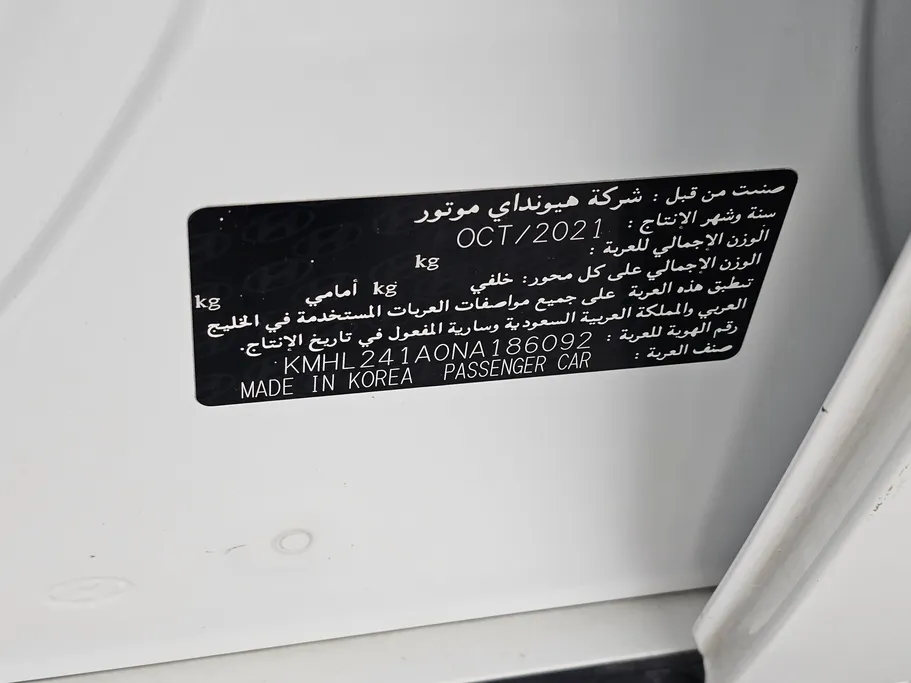 صنعت من قبل : شركة هيونداي موتور
سنة وشهر الإنتاج : OCT/2021
الوزن الإجمالي للعربة : kg
الوزن الإجمالي على كل محور: خلفي kg أمامي kg
تنطبق هذه العربة على جميع مواصفات العربات المستخدمة في الخليج
العربي والمملكة العربية السعودية وسارية المفعول في تاريخ الإنتاج.
رقم الهوية للعربة : KMHL241A0NA186092
صنف العربة : PASSENGER CAR MADE IN KOREA